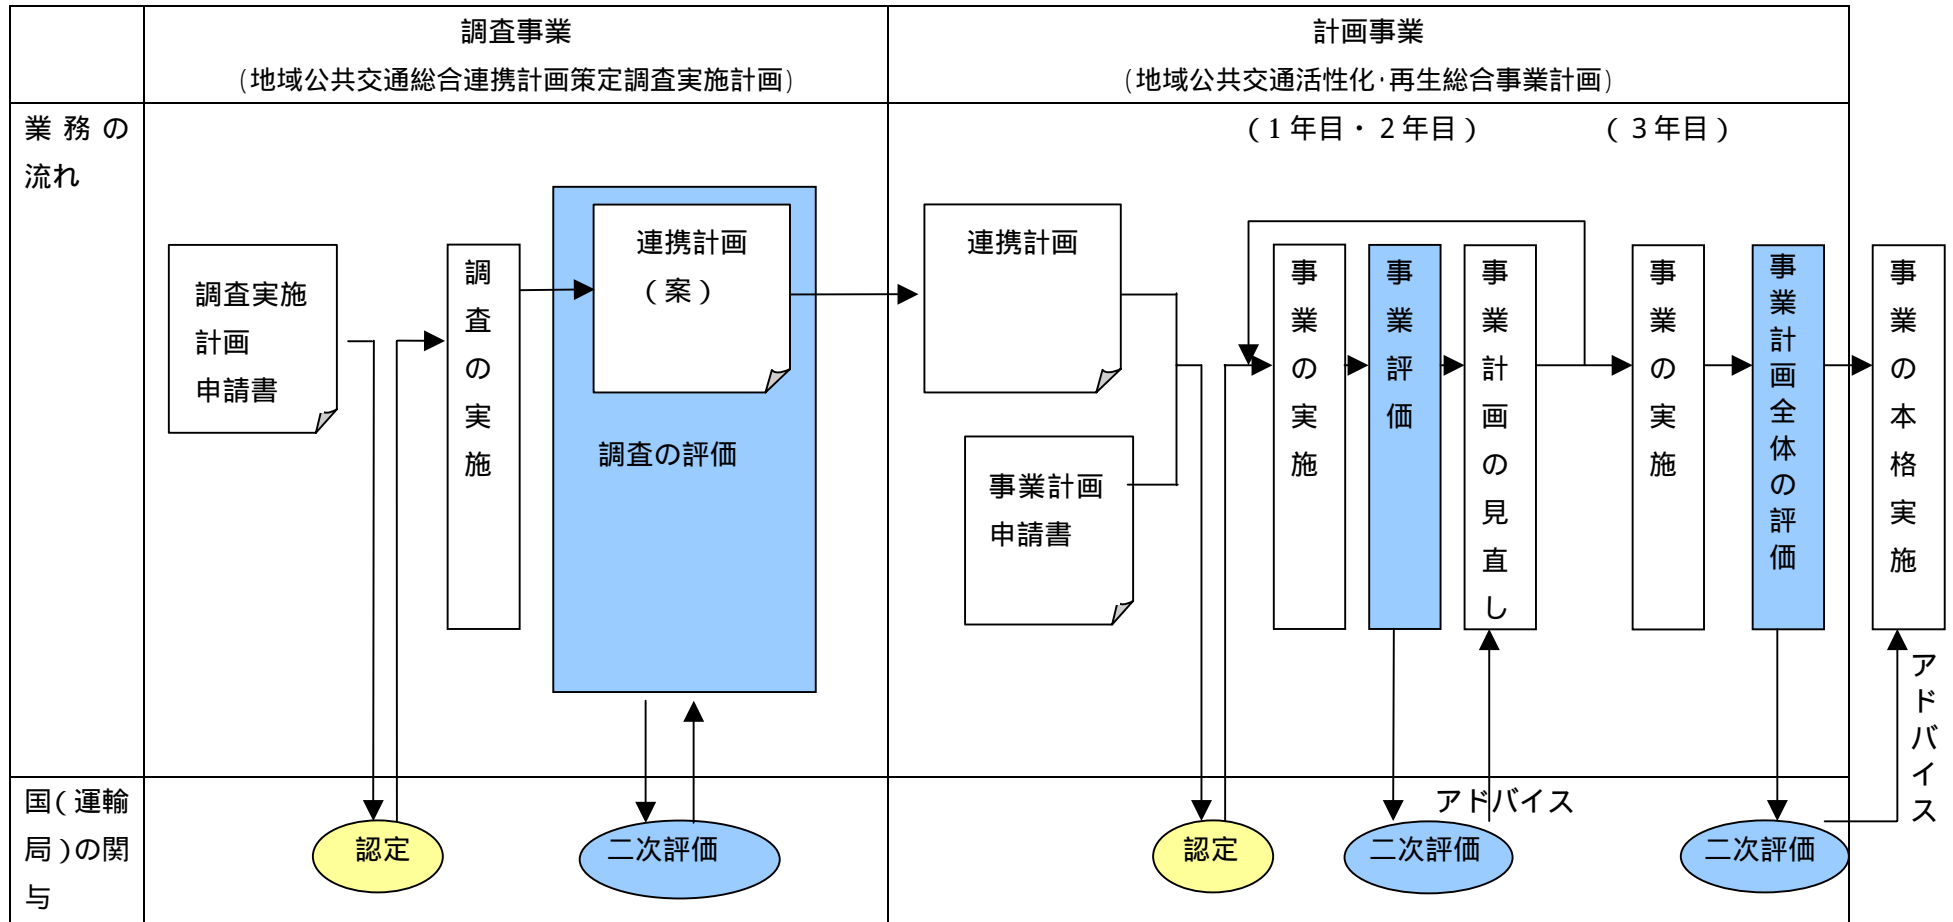 調査事業
(地域公共交通総合連携計画策定調査実施計画)
計画事業
(地域公共交通活性化･再生総合事業計画)
業務の
流れ
(1年目・2年目)
(3年目)
調査実施
計画
申請書
調査の実施
連携計画
(案)
調査の評価
連携計画
事業計画
申請書
事業の実施
事業評価
事業計画の見直し
事業の実施
事業計画全体の評価
事業の本格実施
アドバイス
国(運輸
局)の関
与
認定
二次評価
認定
アドバイス
二次評価
二次評価